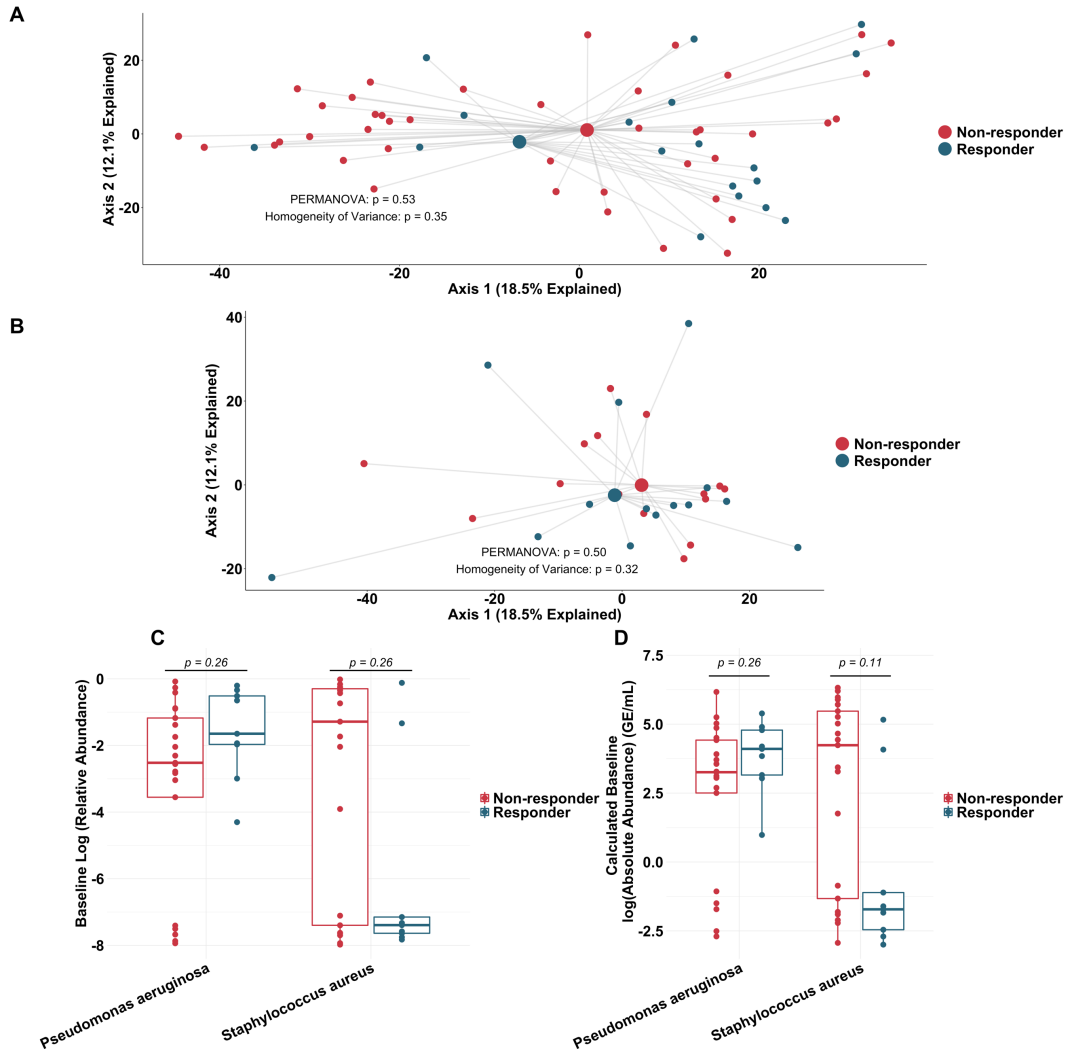 A
Axis 2 (12.1% Explained)
20
0
-20
-40
-20
0
20
Axis 1 (18.5% Explained)
PERMANOVA: p = 0.53
Homogeneity of Variance: p = 0.35
Non-responder
Responder
B
Axis 2 (12.1% Explained)
40
20
0
-20
-40
-20
0
20
Axis 1 (18.5% Explained)
PERMANOVA: p = 0.50
Homogeneity of Variance: p = 0.32
Non-responder
Responder
C
Baseline Log (Relative Abundance)
0
-2
-4
-6
-8
p = 0.26
p = 0.26
Pseudomonas aeruginosa
Staphylococcus aureus
Non-responder
Responder
D
Calculated Baseline
log(Absolute Abundance) (GE/mL)
7.5
5.0
2.5
0.0
-2.5
p = 0.26
p = 0.11
Pseudomonas aeruginosa
Staphylococcus aureus
Non-responder
Responder